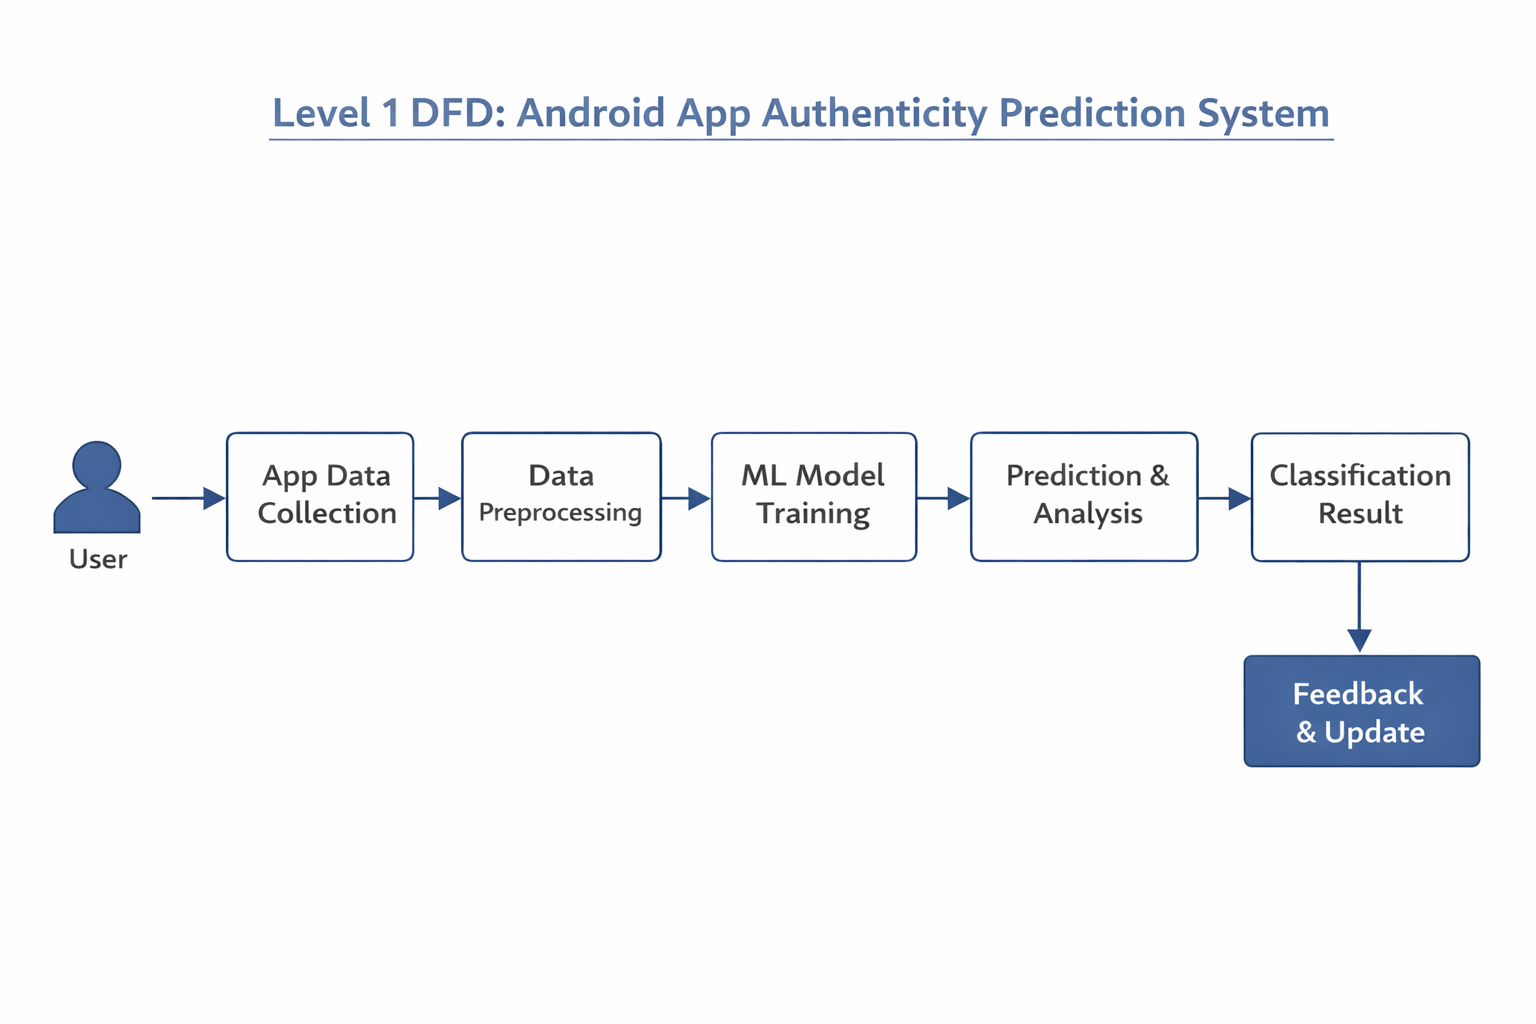 Level 1 DFD: Android App Authenticity Prediction System
User
App Data
Collection
Data
Preprocessing
ML Model
Training
Prediction &
Analysis
Classification
Result
Feedback
& Update